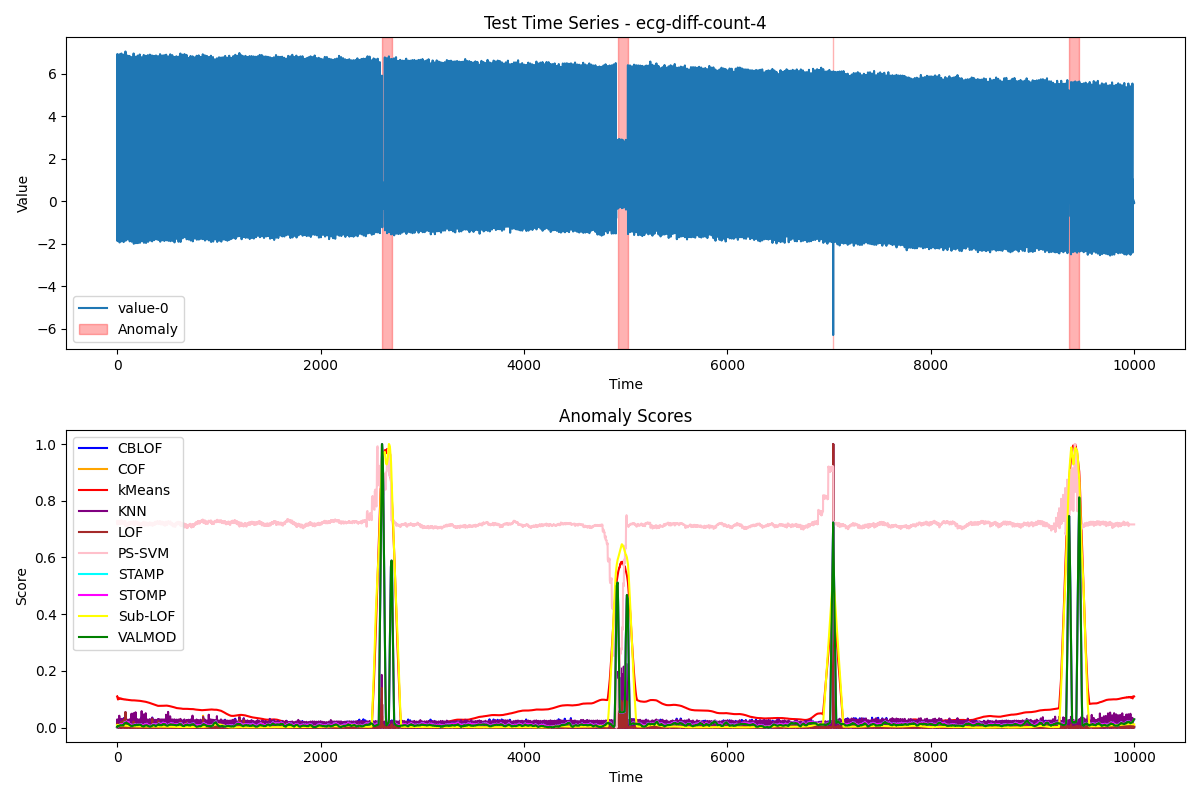 Test Time Series - ecg-diff-count-4
Value
6
4
2
0
−2
−4
−6
value-0
Anomaly
0 2000 4000 6000 8000 10000
Time
Anomaly Scores
Score
1.0
0.8
0.6
0.4
0.2
0.0
CBLOF
COF
kMeans
KNN
LOF
PS-SVM
STAMP
STOMP
Sub-LOF
VALMOD
0 2000 4000 6000 8000 10000
Time